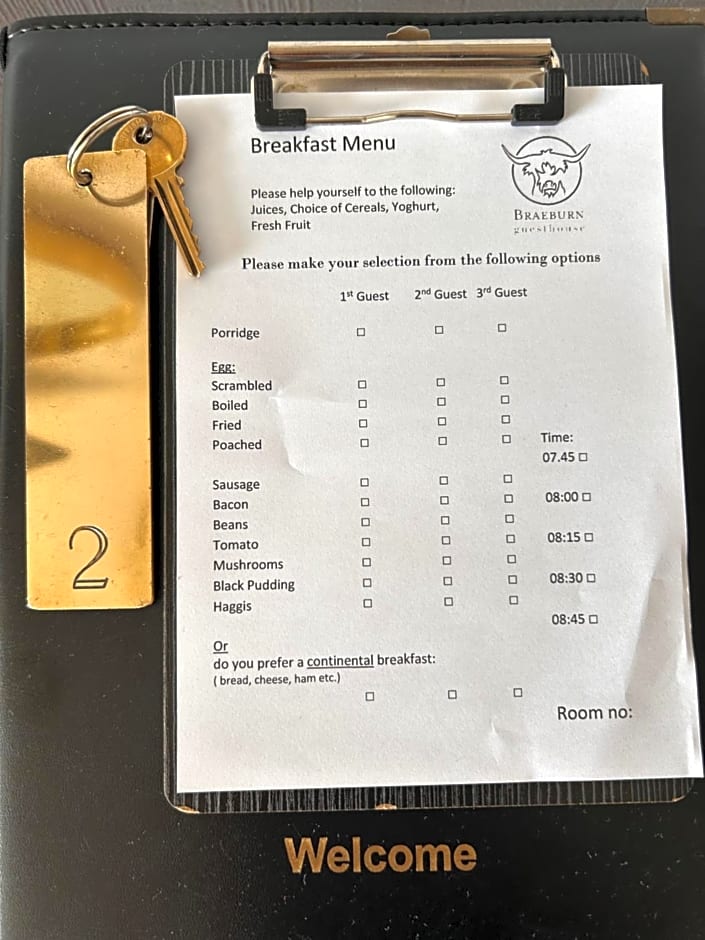 Breakfast Menu
Please help yourself to the following:
Juices, Choice of Cereals, Yoghurt,
Fresh Fruit
BRAEBURN
guesthouse
Please make your selection from the following options
1st Guest 2nd Guest 3rd Guest
Porridge ☐ ☐ ☐
Egg:
Scrambled ☐ ☐ ☐
Boiled ☐ ☐ ☐
Fried ☐ ☐ ☐
Poached ☐ ☐ ☐
Time:
07.45 ☐
Sausage ☐ ☐ ☐
Bacon ☐ ☐ ☐ 08:00 ☐
Beans ☐ ☐ ☐
Tomato ☐ ☐ ☐ 08:15 ☐
Mushrooms ☐ ☐ ☐
Black Pudding ☐ ☐ ☐ 08:30 ☐
Haggis ☐ ☐ ☐
08:45 ☐
Or
do you prefer a continental breakfast:
( bread, cheese, ham etc.)
☐ ☐ ☐
Room no:
2
Welcome